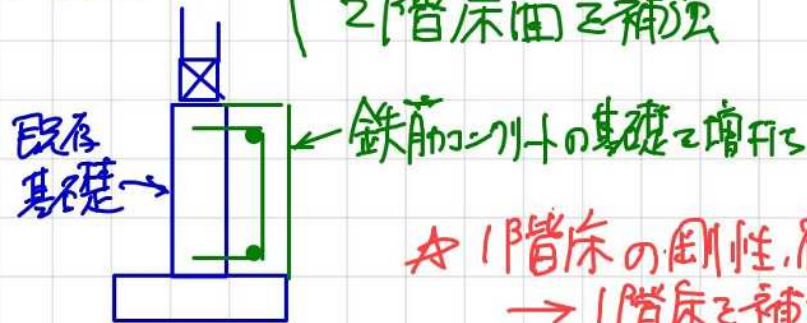 2階床面を補強
既存
基礎→
←鉄筋コンクリートの基礎で増打ち
☆1階床の剛性、
→1階床を補